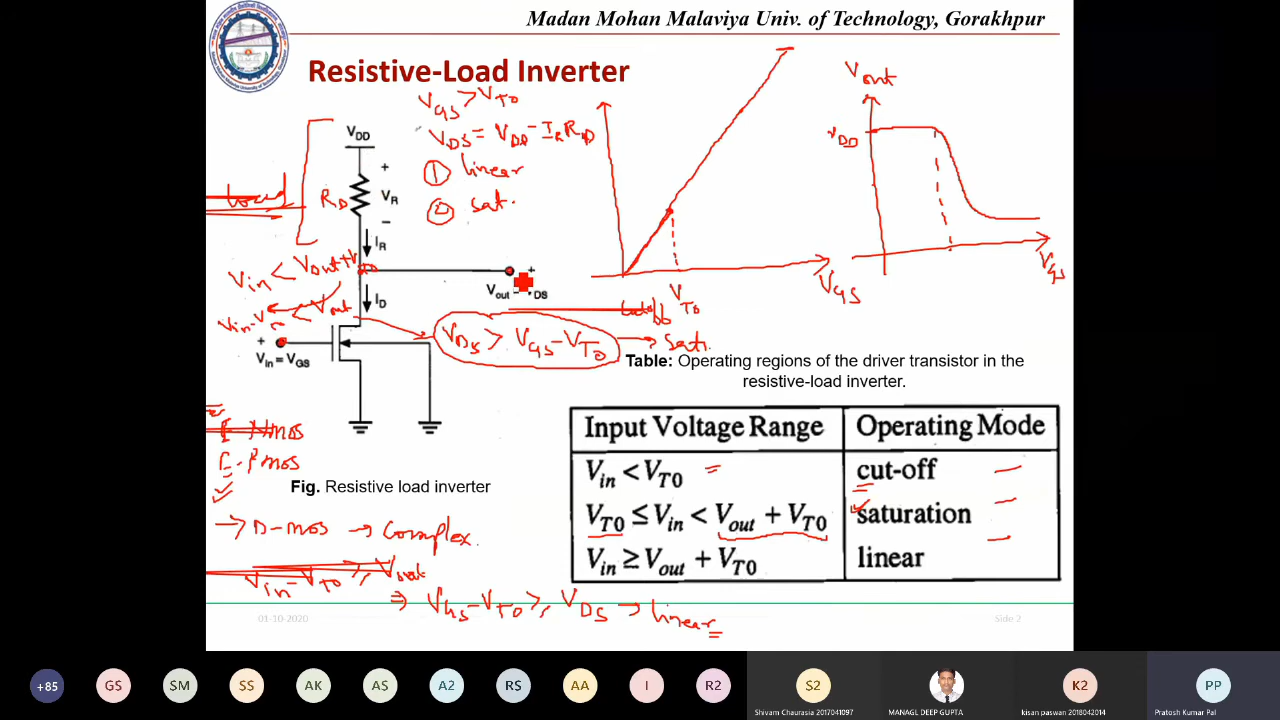 Madan Mohan Malaviya Univ. of Technology, Gorakhpur
Resistive-Load Inverter
VGS > VT0
VDS = VDD - IR RD
① linear
② sat.
VDD
+
RD
VR
-
IR
Load
Vin < Vout+
Vin-V < Vout
ID
Vout = VDS
+
Vin = VGS
VDS > VGS - VT0 → Sat.
Cutoff
VT0
VGS
Vout
VDD
VGS
Table: Operating regions of the driver transistor in the
resistive-load inverter.
Input Voltage Range Operating Mode
Vin < VT0 = cut-off
VT0 ≤ Vin < Vout + VT0 saturation
Vin ≥ Vout + VT0 linear
E-NMOS
E-PMOS
Fig. Resistive load inverter
→ D-MOS → Complex.
Vin - VT0 ≥ Vout
⇒ VGS - VT0 ≥ VDS → linear
01-10-2020
Side 2
+85
GS
SM
SS
AK
AS
A2
RS
AA
I
R2
S2
K2
PP
Shivam Chaurasia 2017041097
MANAGL DEEP GUPTA
kisan paswan 2018042014
Pratosh Kumar Pal